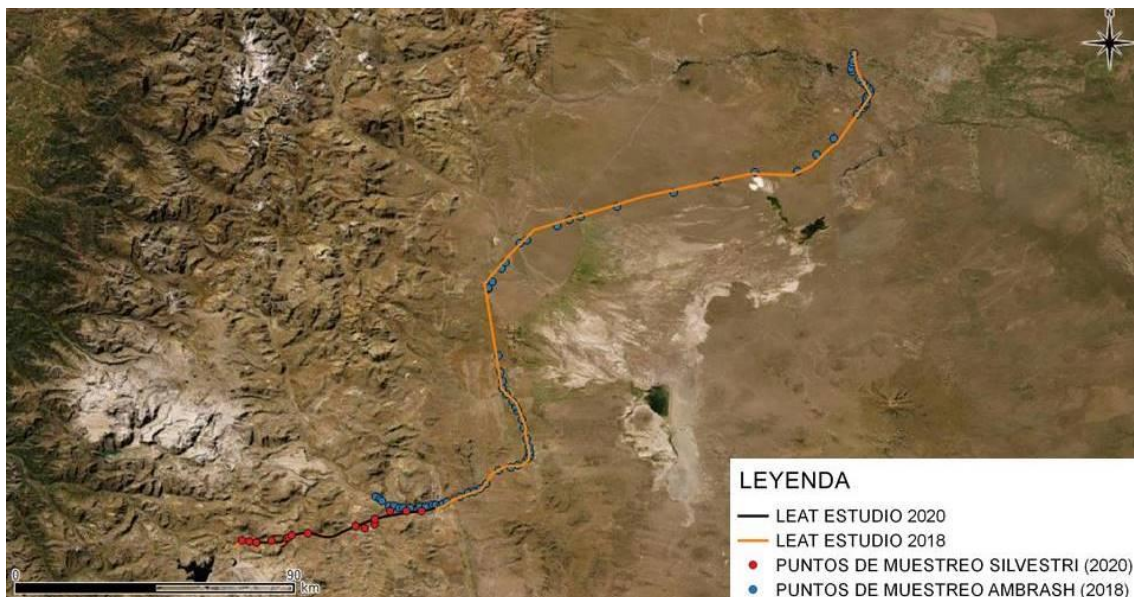 N
LEYENDA
LEAT ESTUDIO 2020
LEAT ESTUDIO 2018
PUNTOS DE MUESTREO SILVESTRI (2020)
PUNTOS DE MUESTREO AMBRASH (2018)
0 90
km